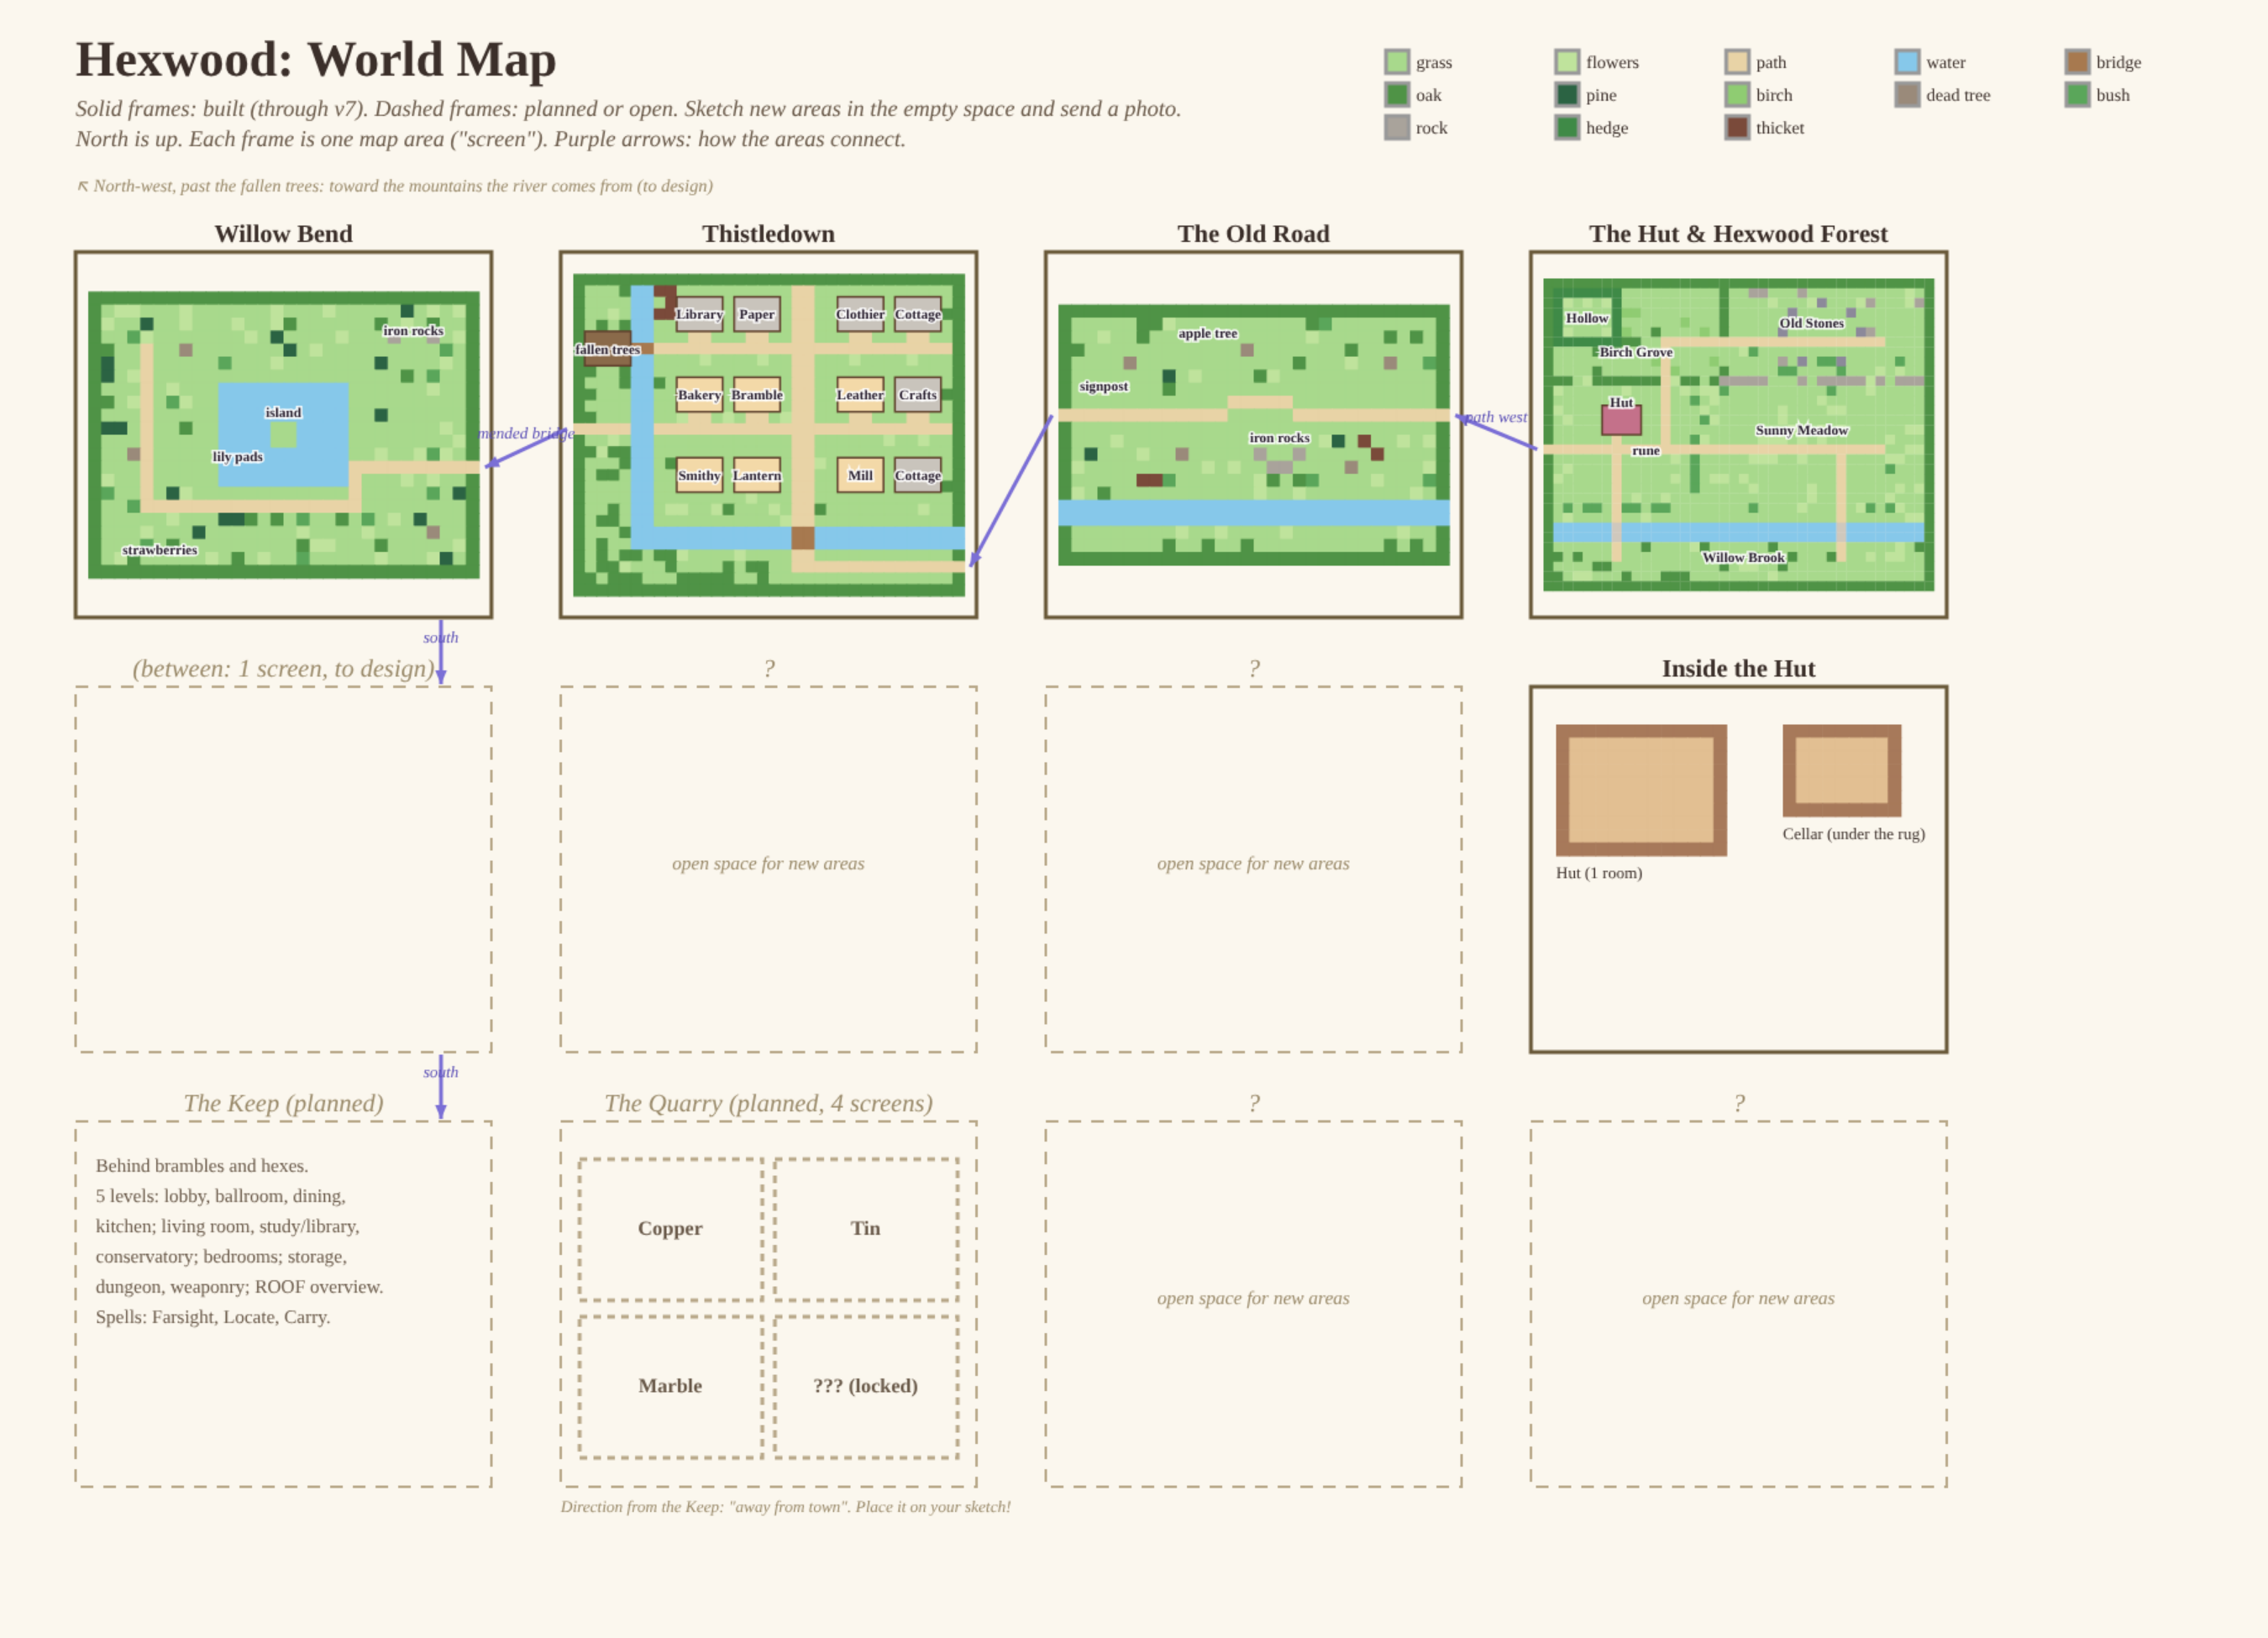 Hexwood: World Map
Solid frames: built (through v7). Dashed frames: planned or open. Sketch new areas in the empty space and send a photo.
North is up. Each frame is one map area ("screen"). Purple arrows: how the areas connect.
grass
flowers
path
water
bridge
oak
pine
birch
dead tree
bush
rock
hedge
thicket
↖ North-west, past the fallen trees: toward the mountains the river comes from (to design)
Willow Bend
iron rocks
island
lily pads
strawberries
mended bridge
Thistledown
Library
Paper
Clothier
Cottage
fallen trees
Bakery
Bramble
Leather
Crafts
Smithy
Lantern
Mill
Cottage
The Old Road
apple tree
signpost
iron rocks
path west
The Hut & Hexwood Forest
Hollow
Old Stones
Birch Grove
Hut
Sunny Meadow
rune
Willow Brook
south
(between: 1 screen, to design)
?
open space for new areas
?
open space for new areas
Inside the Hut
Cellar (under the rug)
Hut (1 room)
south
The Keep (planned)
Behind brambles and hexes.
5 levels: lobby, ballroom, dining,
kitchen; living room, study/library,
conservatory; bedrooms; storage,
dungeon, weaponry; ROOF overview.
Spells: Farsight, Locate, Carry.
The Quarry (planned, 4 screens)
Copper
Tin
Marble
??? (locked)
Direction from the Keep: "away from town". Place it on your sketch!
?
open space for new areas
?
open space for new areas